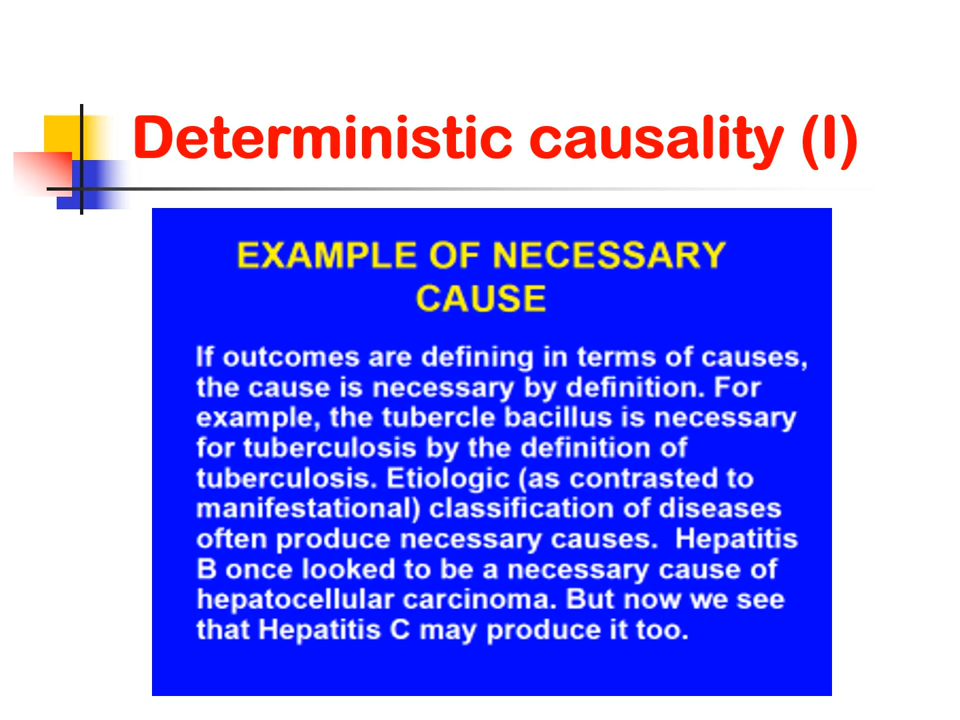 Deterministic causality (I)
EXAMPLE OF NECESSARY
CAUSE
If outcomes are defining in terms of causes,
the cause is necessary by definition. For
example, the tubercle bacillus is necessary
for tuberculosis by the definition of
tuberculosis. Etiologic (as contrasted to
manifestational) classification of diseases
often produce necessary causes. Hepatitis
B once looked to be a necessary cause of
hepatocellular carcinoma. But now we see
that Hepatitis C may produce it too.